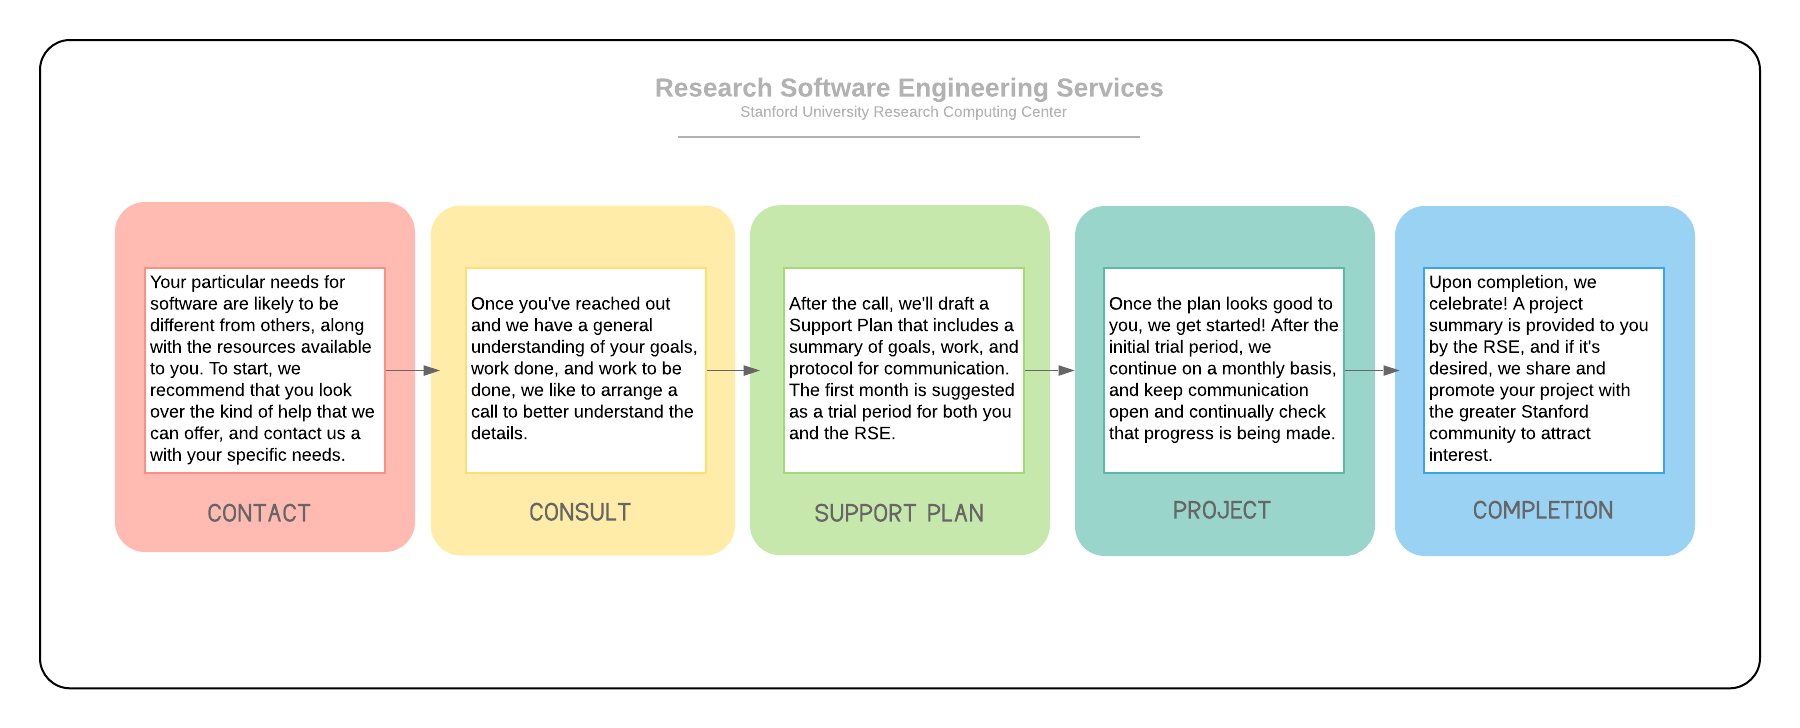 Research Software Engineering Services
Stanford University Research Computing Center
Your particular needs for
software are likely to be
different from others, along
with the resources available
to you. To start, we
recommend that you look
over the kind of help that we
can offer, and contact us a
with your specific needs.
CONTACT
Once you've reached out
and we have a general
understanding of your goals,
work done, and work to be
done, we like to arrange a
call to better understand the
details.
CONSULT
After the call, we'll draft a
Support Plan that includes a
summary of goals, work, and
protocol for communication.
The first month is suggested
as a trial period for both you
and the RSE.
SUPPORT PLAN
Once the plan looks good to
you, we get started! After the
initial trial period, we
continue on a monthly basis,
and keep communication
open and continually check
that progress is being made.
PROJECT
Upon completion, we
celebrate! A project
summary is provided to you
by the RSE, and if it's
desired, we share and
promote your project with
the greater Stanford
community to attract
interest.
COMPLETION